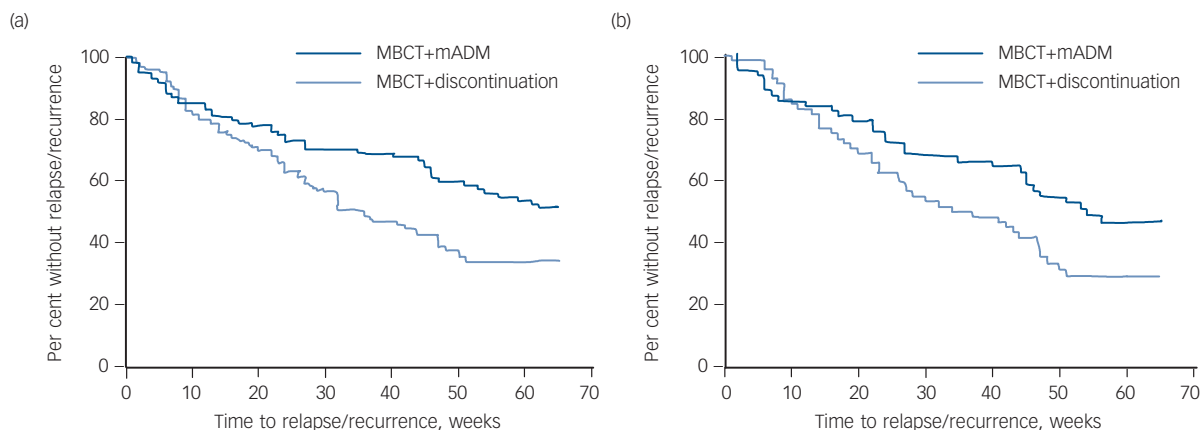 (a)
MBCT+mADM
MBCT+discontinuation
Per cent without relapse/recurrence
100
80
60
40
20
0
0 10 20 30 40 50 60 70
Time to relapse/recurrence, weeks
(b)
MBCT+mADM
MBCT+discontinuation
Per cent without relapse/recurrence
100
80
60
40
20
0
0 10 20 30 40 50 60 70
Time to relapse/recurrence, weeks